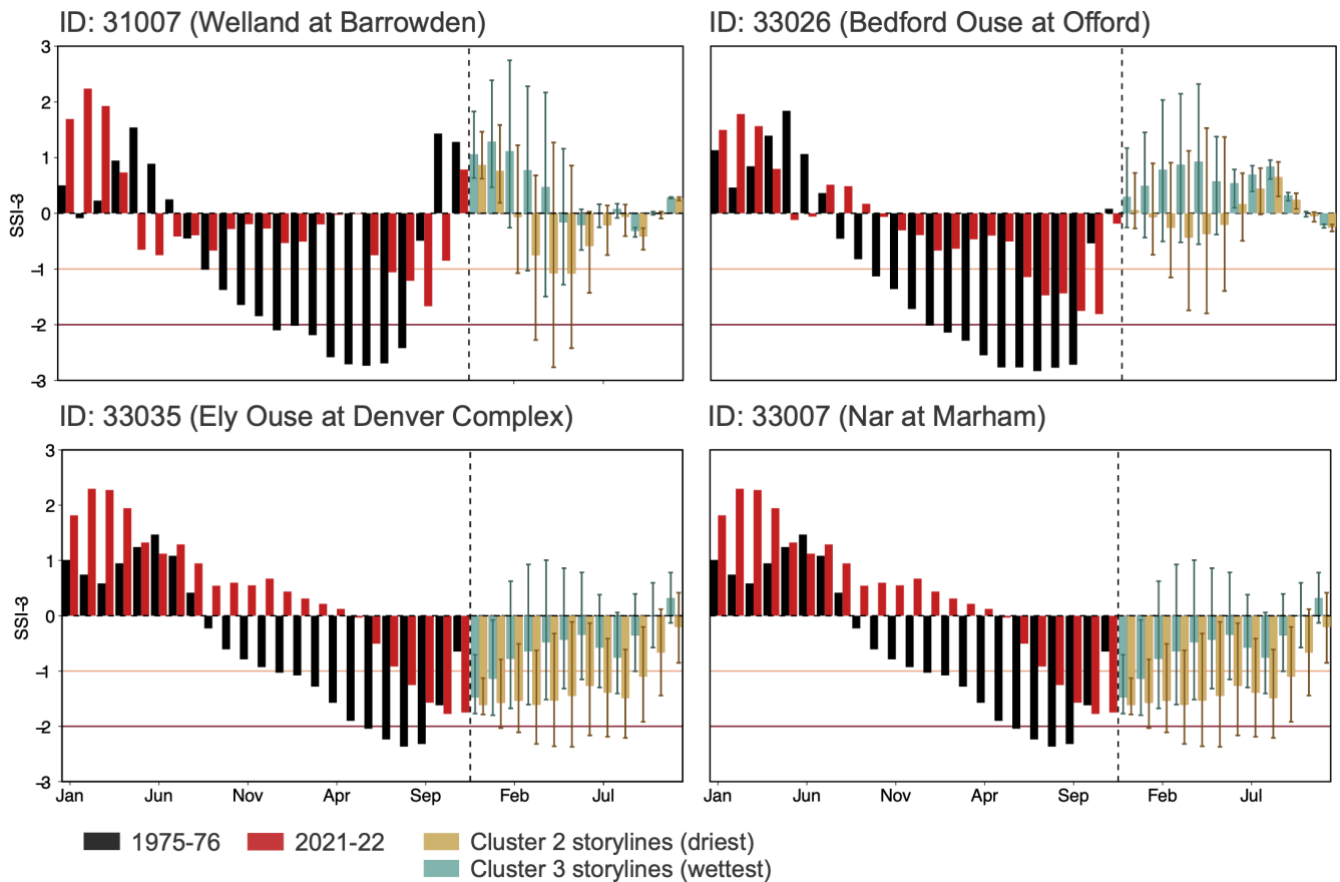 ID: 31007 (Welland at Barrowden)
ID: 33026 (Bedford Ouse at Offord)
SSI-3
3
2
1
0
−1
−2
−3
ID: 33035 (Ely Ouse at Denver Complex)
ID: 33007 (Nar at Marham)
SSI-3
3
2
1
0
−1
−2
−3
Jan Jun Nov Apr Sep Feb Jul
Jan Jun Nov Apr Sep Feb Jul
1975-76 2021-22 Cluster 2 storylines (driest)
Cluster 3 storylines (wettest)